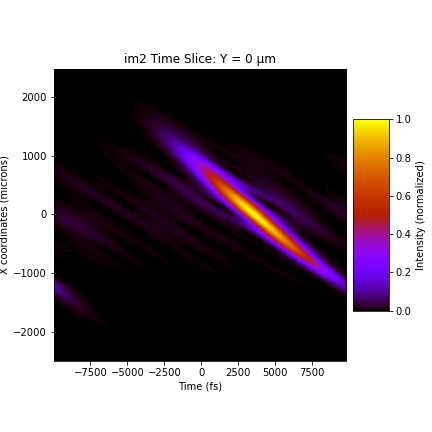 im2 Time Slice: Y = 0 μm
2000
1000
0
−1000
−2000
X coordinates (microns)
−7500 −5000 −2500 0 2500 5000 7500
Time (fs)
1.0
0.8
0.6
0.4
0.2
0.0
Intensity (normalized)